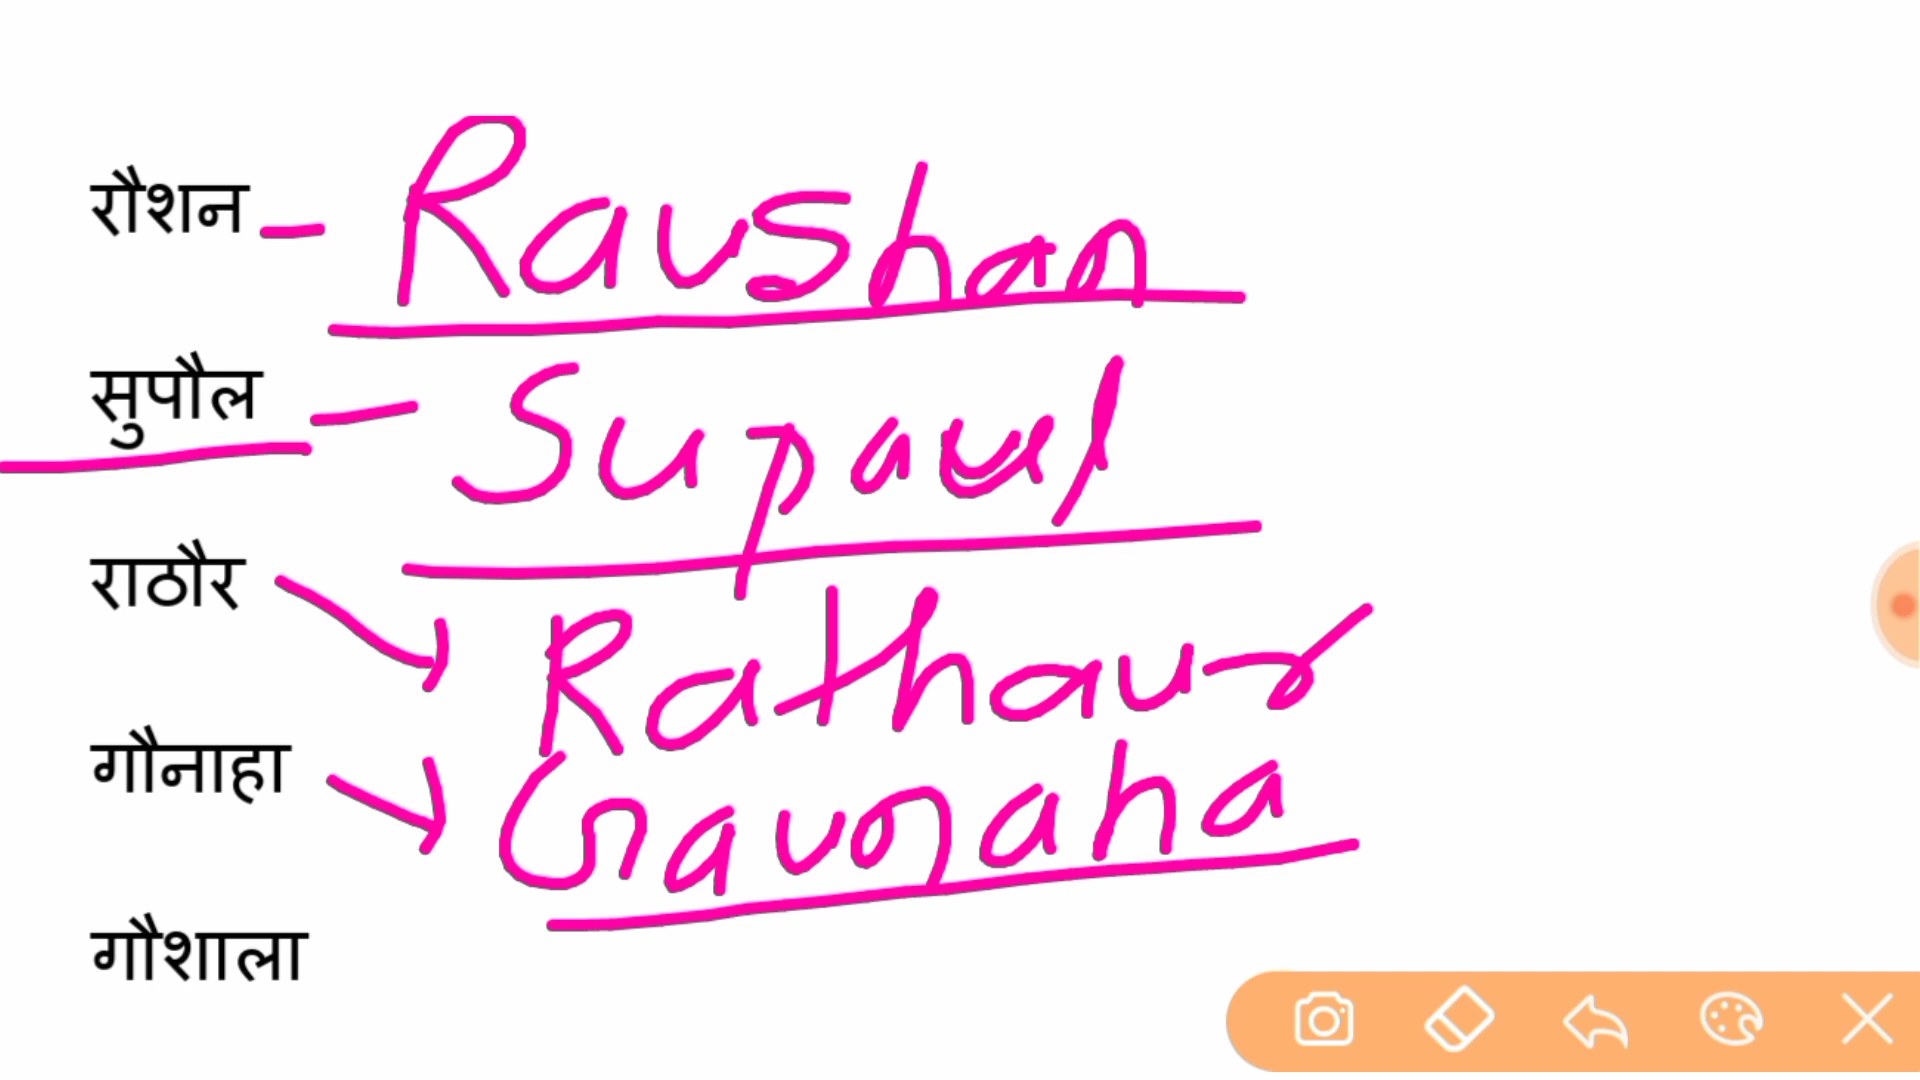 रौशन - Raushan
सुपौल - Supaul
राठौर → Rathaur
गौनाहा → Gaunaha
गौशाला